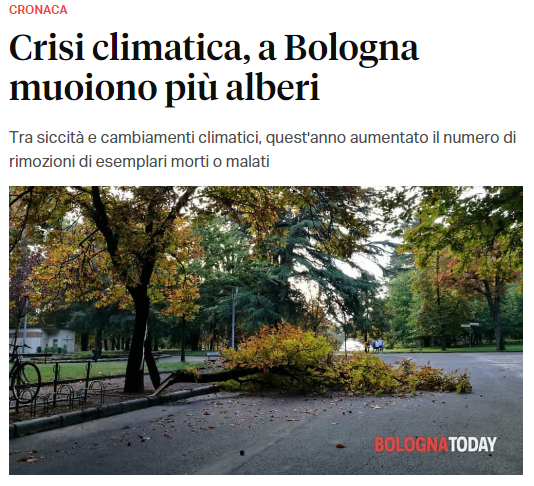 CRONACA
Crisi climatica, a Bologna
muoiono più alberi
Tra siccità e cambiamenti climatici, quest'anno aumentato il numero di
rimozioni di esemplari morti o malati
BOLOGNATODAY